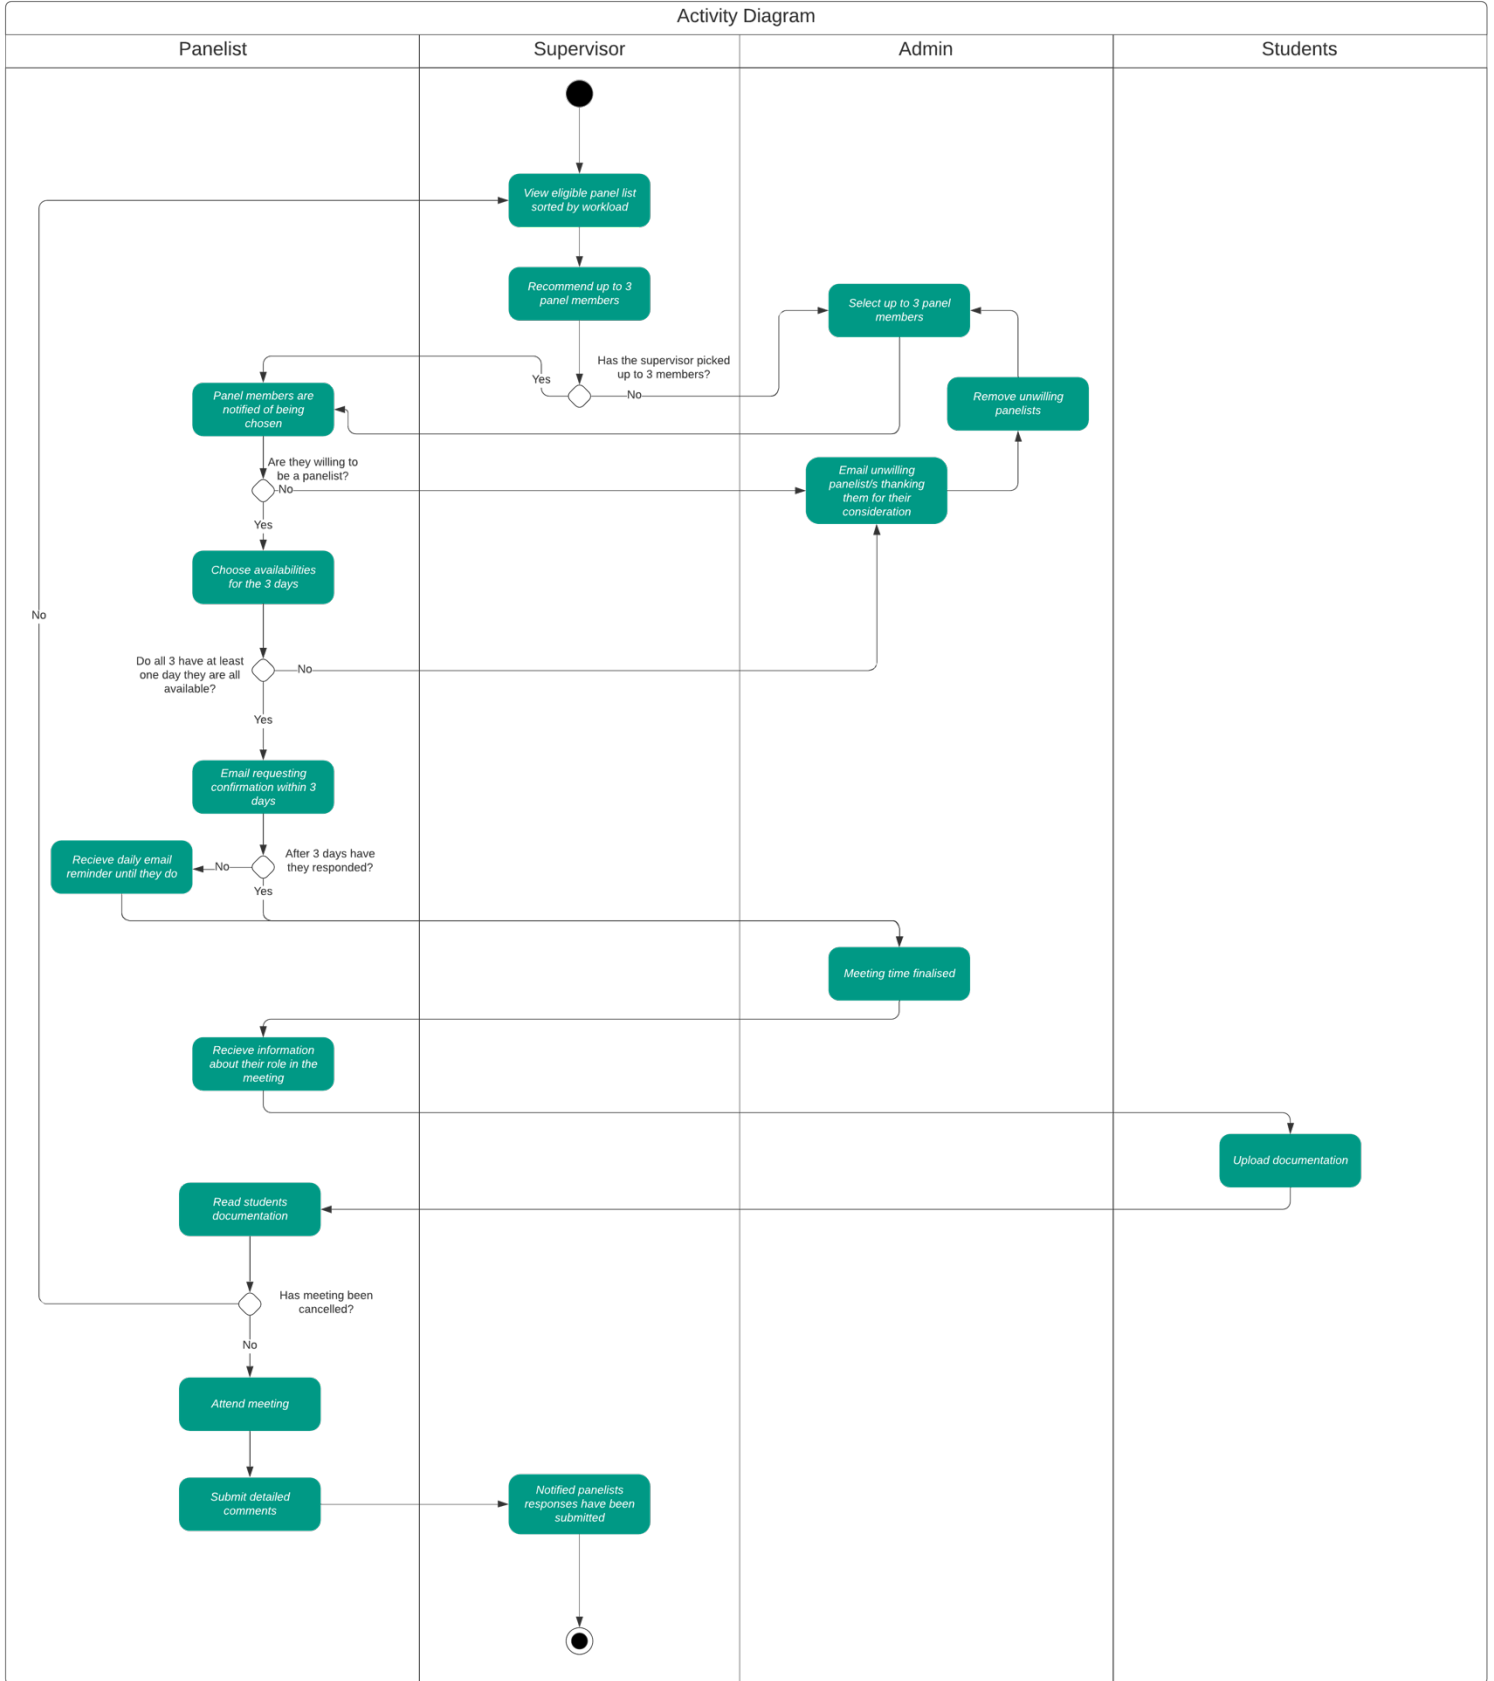 Activity Diagram
Panelist
Supervisor
Admin
Students
View eligible panel list
sorted by workload
Recommend up to 3
panel members
Select up to 3 panel
members
Has the supervisor picked
up to 3 members?
Yes
No
Panel members are
notified of being
chosen
Remove unwilling
panelists
Are they willing to
be a panelist?
No
Email unwilling
panelist/s thanking
them for their
consideration
Yes
Choose availabilities
for the 3 days
No
Do all 3 have at least
one day they are all
available?
No
Yes
Email requesting
confirmation within 3
days
Recieve daily email
reminder until they do
No
After 3 days have
they responded?
Yes
Meeting time finalised
Recieve information
about their role in the
meeting
Upload documentation
Read students
documentation
Has meeting been
cancelled?
No
Attend meeting
Submit detailed
comments
Notified panelists
responses have been
submitted